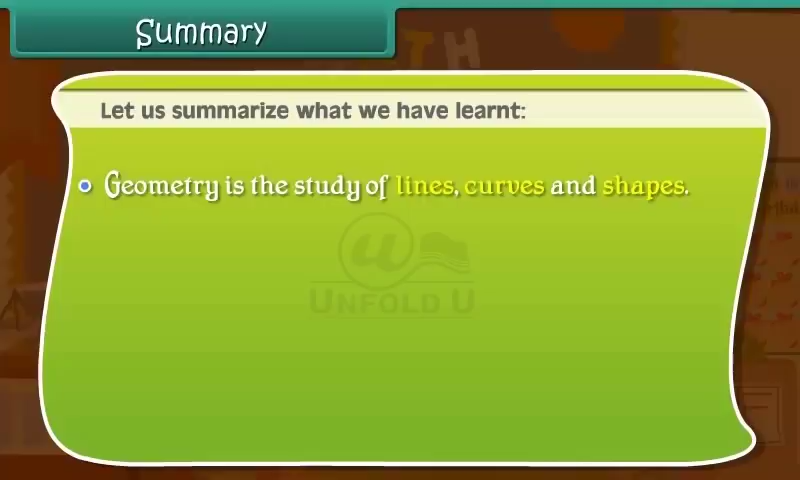 Summary
Let us summarize what we have learnt:
Geometry is the study of lines, curves and shapes.
UNFOLD U